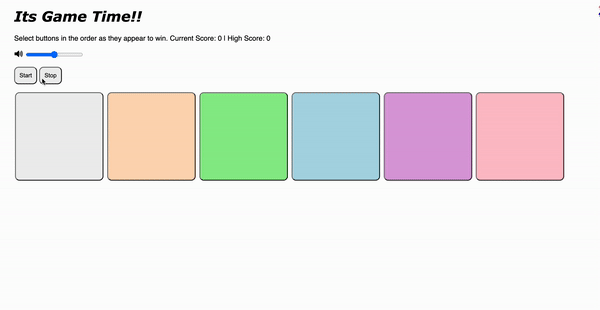 Its Game Time!!
Select buttons in the order as they appear to win. Current Score: 0 | High Score: 0
Start Stop